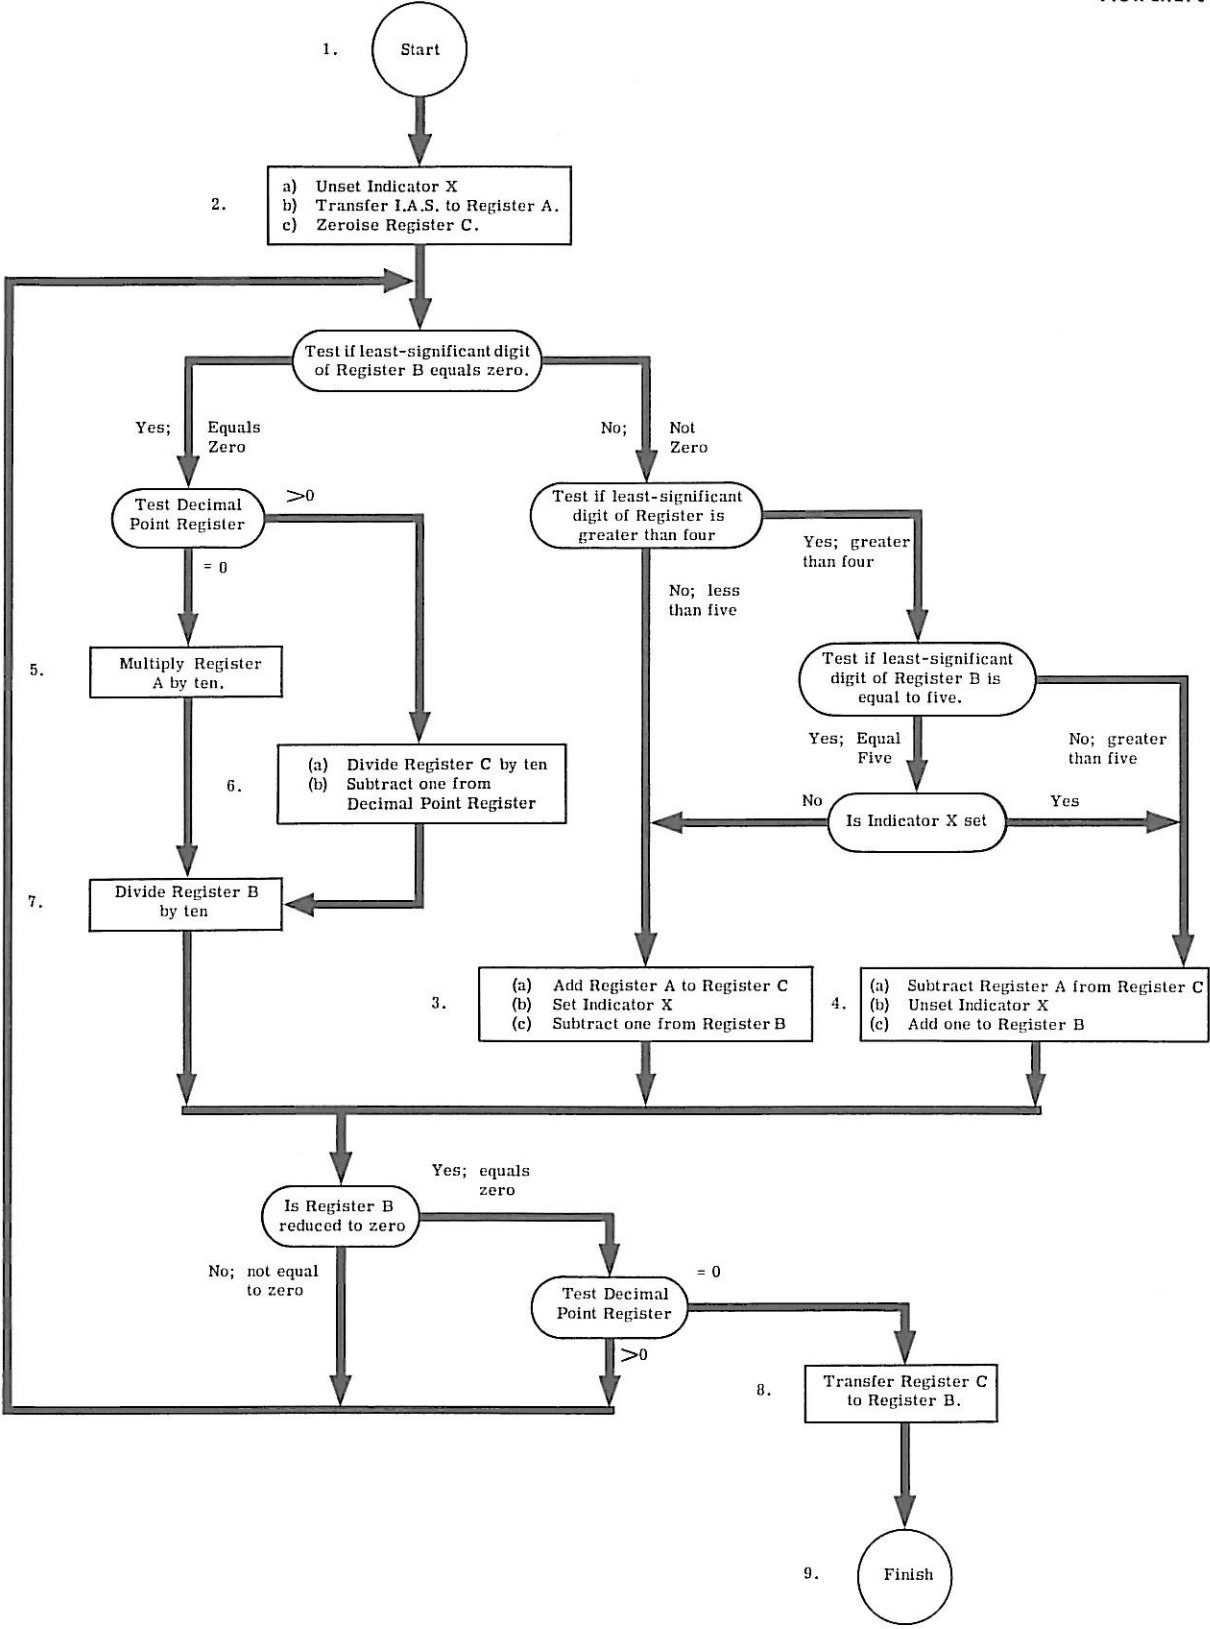 1.
Start
2.
a) Unset Indicator X
b) Transfer I.A.S. to Register A.
c) Zeroise Register C.
Test if least-significant digit
of Register B equals zero.
Yes; Equals
Zero
No; Not
Zero
Test Decimal
Point Register
>0
= 0
Test if least-significant
digit of Register is
greater than four
Yes; greater
than four
No; less
than five
5.
Multiply Register
A by ten.
Test if least-significant
digit of Register B is
equal to five.
Yes; Equal
Five
No; greater
than five
6.
(a) Divide Register C by ten
(b) Subtract one from
Decimal Point Register
No
Is Indicator X set
Yes
7.
Divide Register B
by ten
3.
(a) Add Register A to Register C
(b) Set Indicator X
(c) Subtract one from Register B
4.
(a) Subtract Register A from Register C
(b) Unset Indicator X
(c) Add one to Register B
Is Register B
reduced to zero
Yes; equals
zero
No; not equal
to zero
Test Decimal
Point Register
= 0
>0
8.
Transfer Register C
to Register B.
9.
Finish